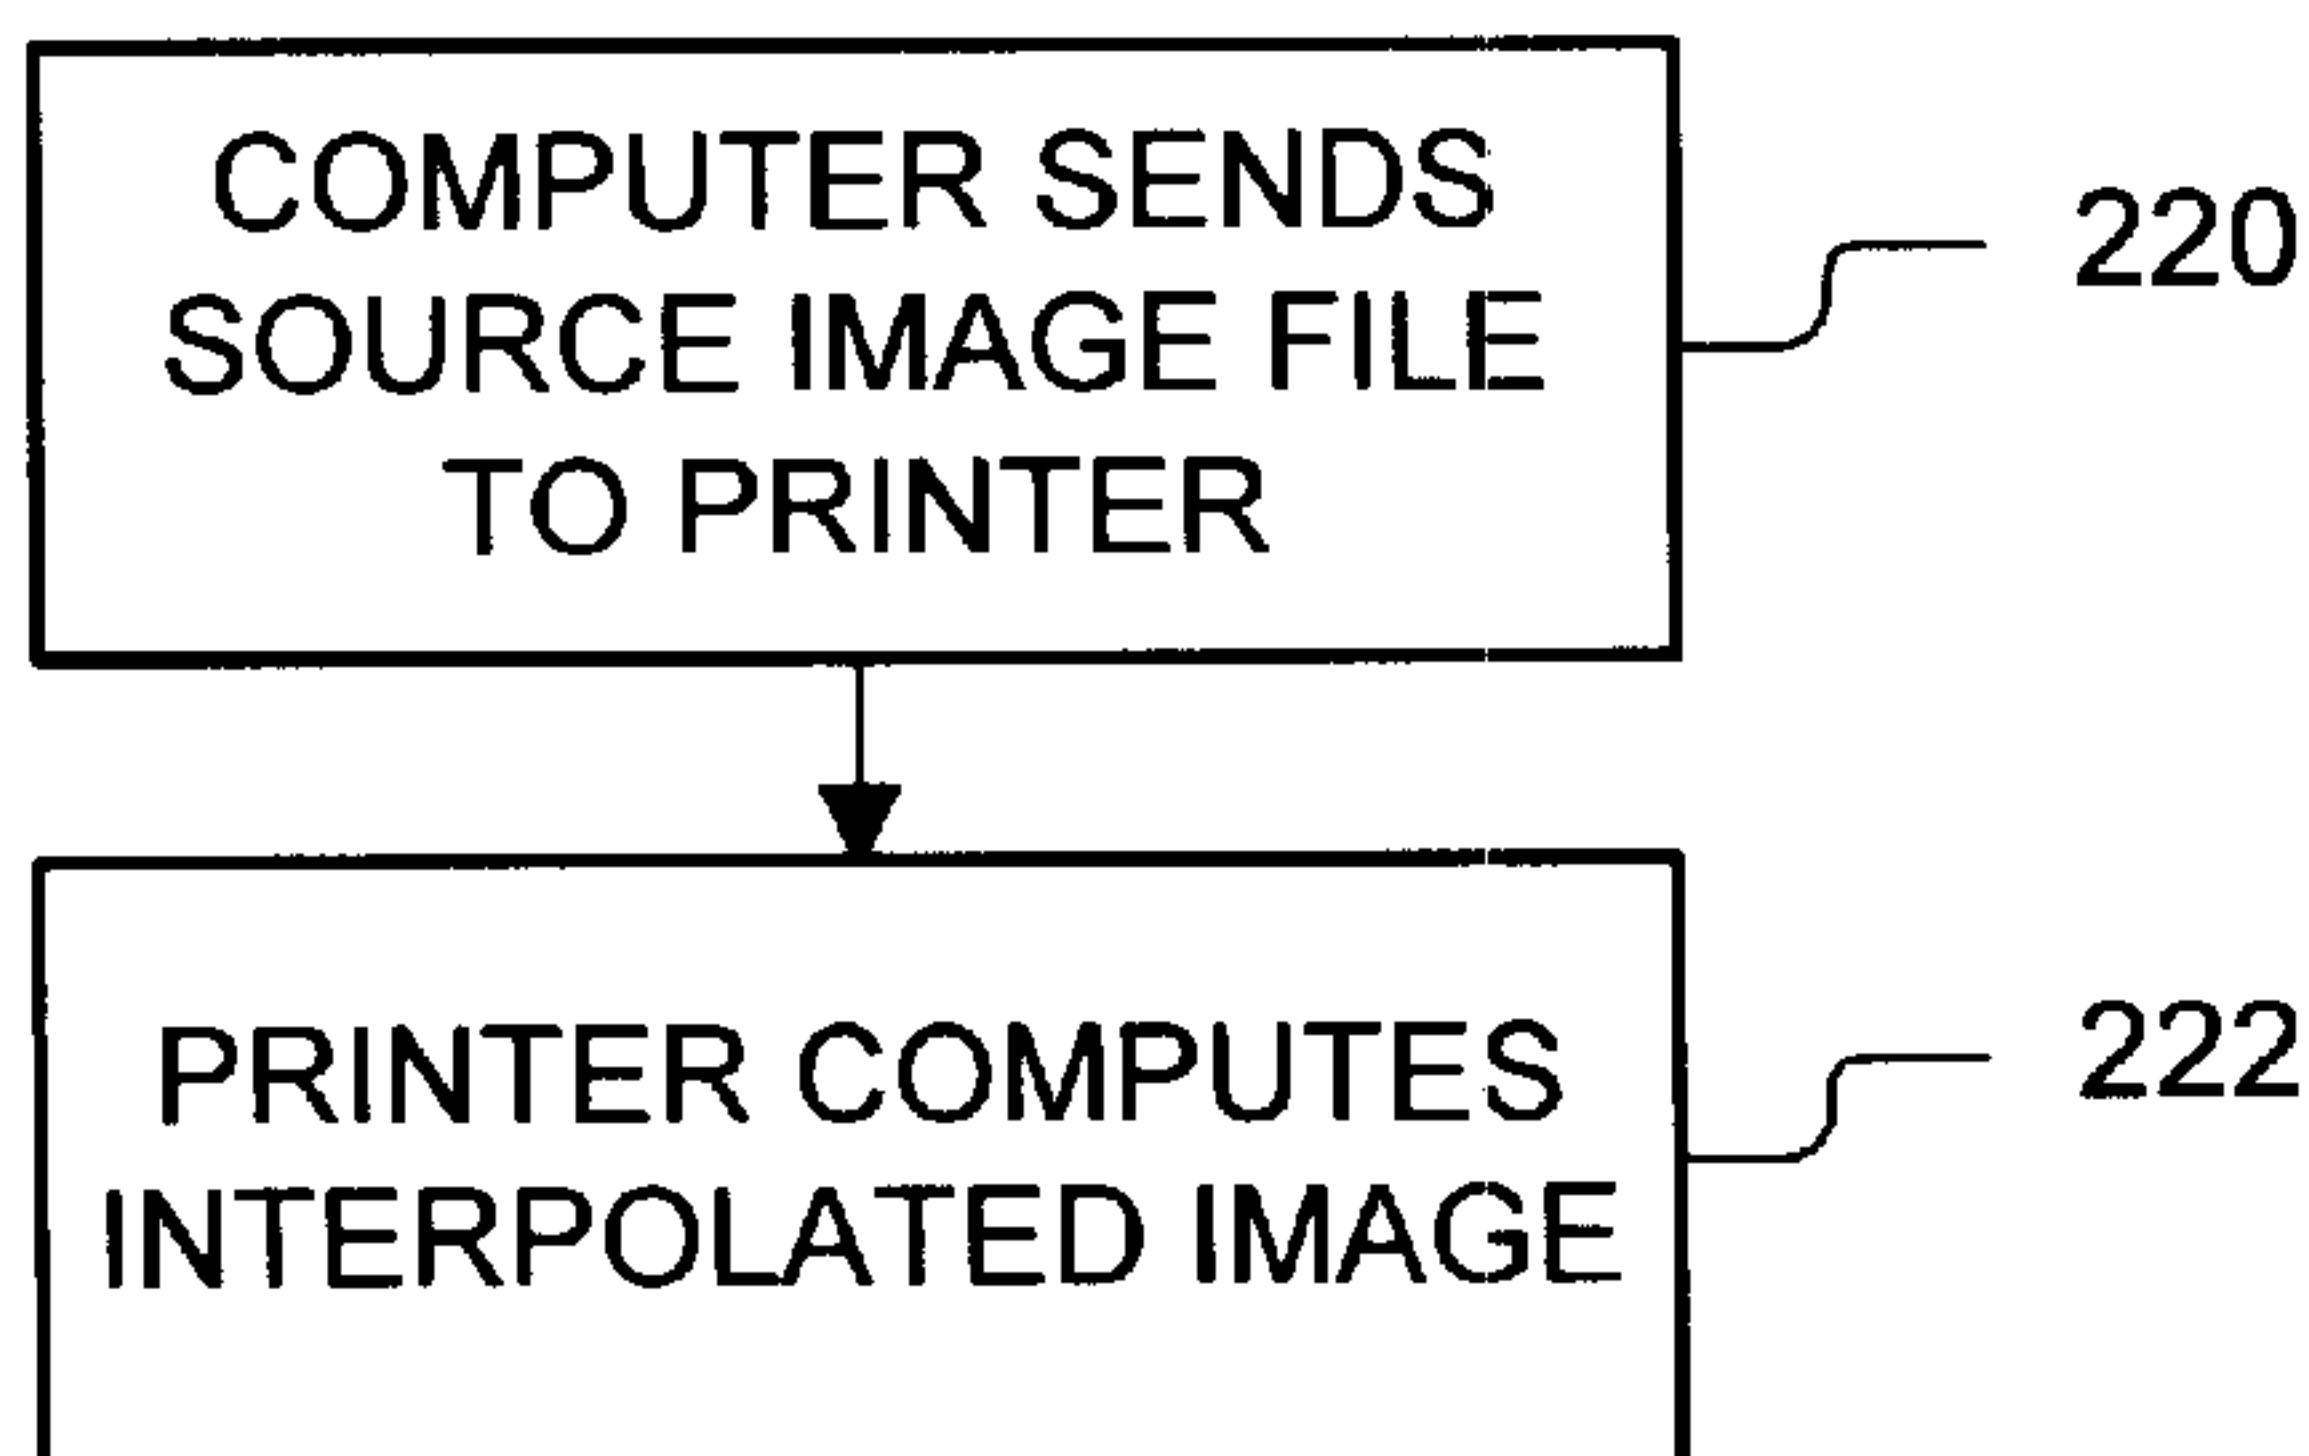 COMPUTER SENDS
SOURCE IMAGE FILE
TO PRINTER
220
PRINTER COMPUTES
INTERPOLATED IMAGE
222